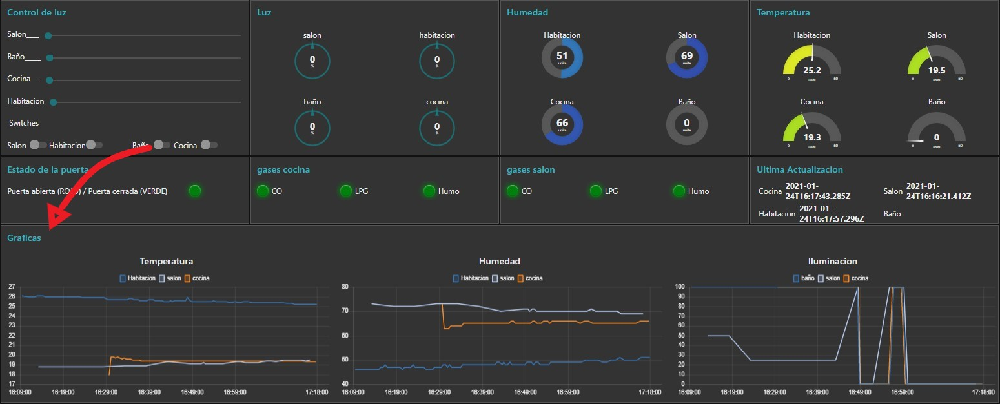 Control de luz
Salon___
Baño____
Cocina__
Habitacion
Switches
Salon Habitacior Baño Cocina
Luz
salon habitacion
0 0
% %
baño cocina
0 0
% %
Humedad
Habitacion Salon
51 69
units units
Cocina Baño
66 0
units units
Temperatura
Habitacion Salon
25.2 19.5
0 units 50 0 units 50
Cocina Baño
19.3 0
0 units 50 0 units 50
Estado de la puerta
Puerta abierta (ROJO) / Puerta cerrada (VERDE)
gases cocina
CO LPG Humo
gases salon
CO LPG Humo
Ultima Actualizacion
Cocina 2021-01-
24T16:17:43.285Z
Salon 2021-01-
24T16:16:21.412Z
Habitacion 2021-01-
24T16:17:57.296Z
Baño
Graficas
Temperatura
Habitacion salon cocina
27
26
25
24
23
22
21
20
19
18
17
16:09:00 16:19:00 16:29:00 16:39:00 16:49:00 16:59:00 17:18:00
Humedad
Habitacion salon cocina
80
70
60
50
40
16:09:00 16:19:00 16:29:00 16:39:00 16:49:00 16:59:00 17:18:00
Iluminacion
baño salon cocina
100
90
80
70
60
50
40
30
20
10
0
16:09:00 16:19:00 16:29:00 16:39:00 16:49:00 16:59:00 17:18:00